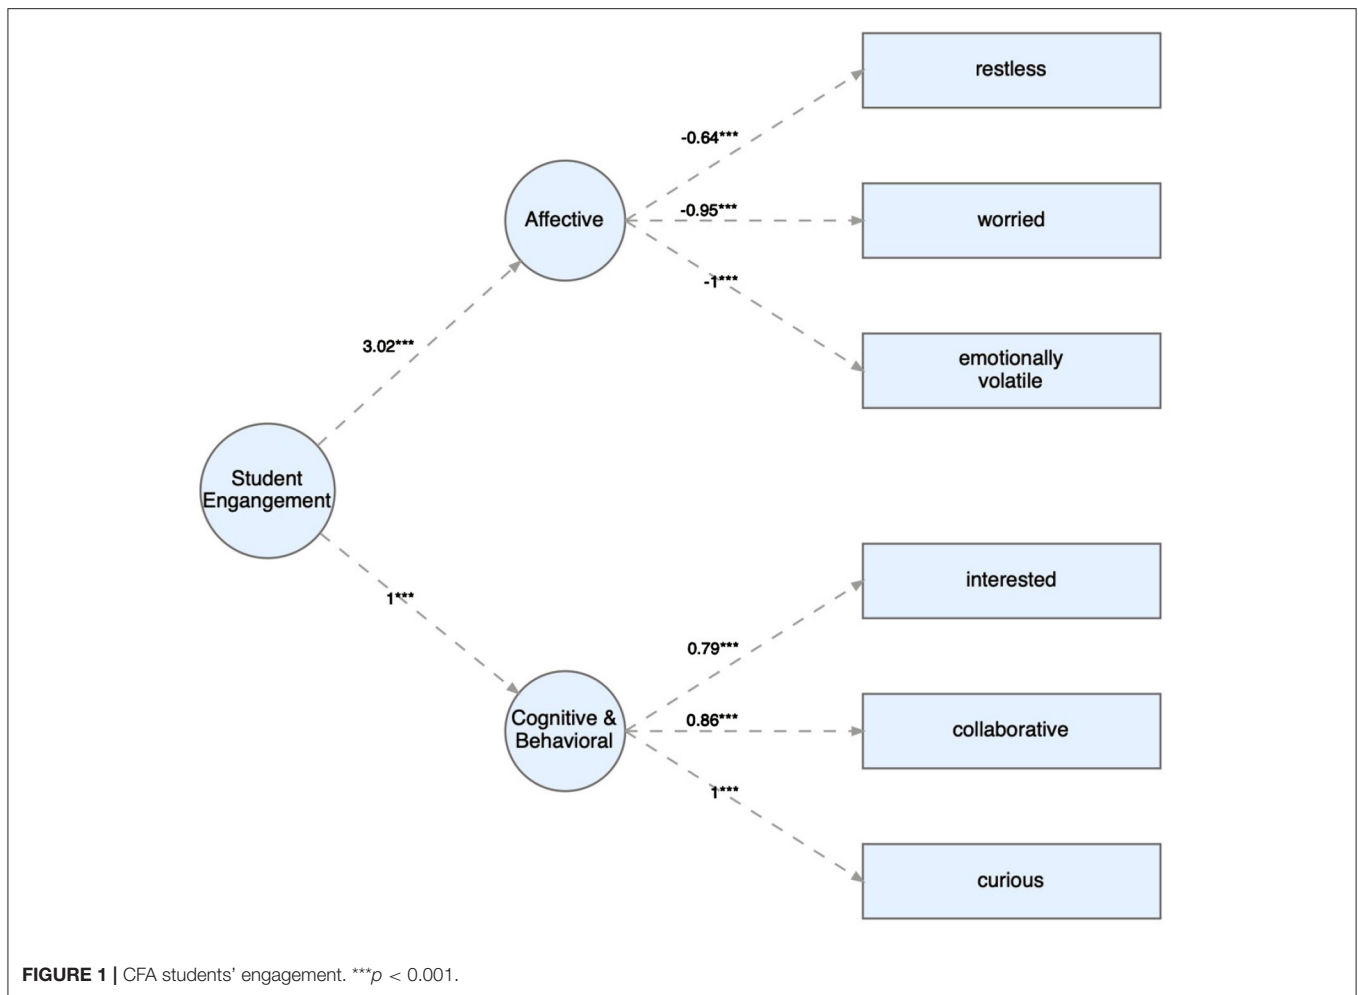 restless
-0.64***
Affective
-0.95***
worried
-1***
emotionally
volatile
3.02***
Student
Engangement
1***
interested
0.79***
Cognitive &
Behavioral
0.86***
collaborative
1***
curious
FIGURE 1 | CFA students' engagement. ***p < 0.001.